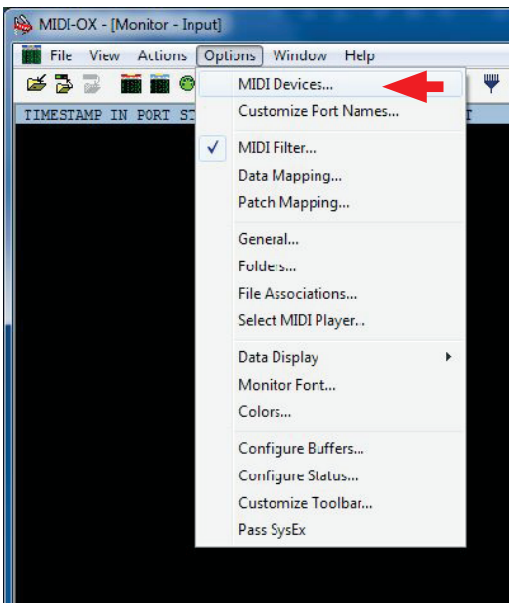 MIDI-OX - [Monitor - Input]
File View Actions Options Window Help
TIMESTAMP IN PORT
MIDI Devices...
Customize Port Names...
MIDI Filter...
Data Mapping...
Patch Mapping...
General...
Folders...
File Associations...
Select MIDI Player...
Data Display
Monitor Font...
Colors...
Configure Buffers...
Configure Status...
Customize Toolbar...
Pass SysEx